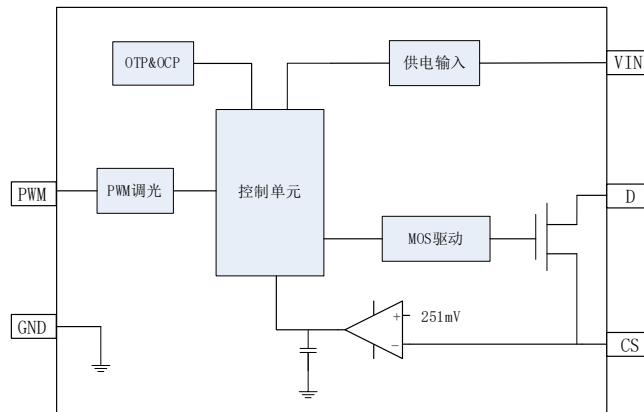 OTP&OCP
供电输入
VIN
PWM
PWM调光
控制单元
D
MOS驱动
GND
+
251mV
-
CS